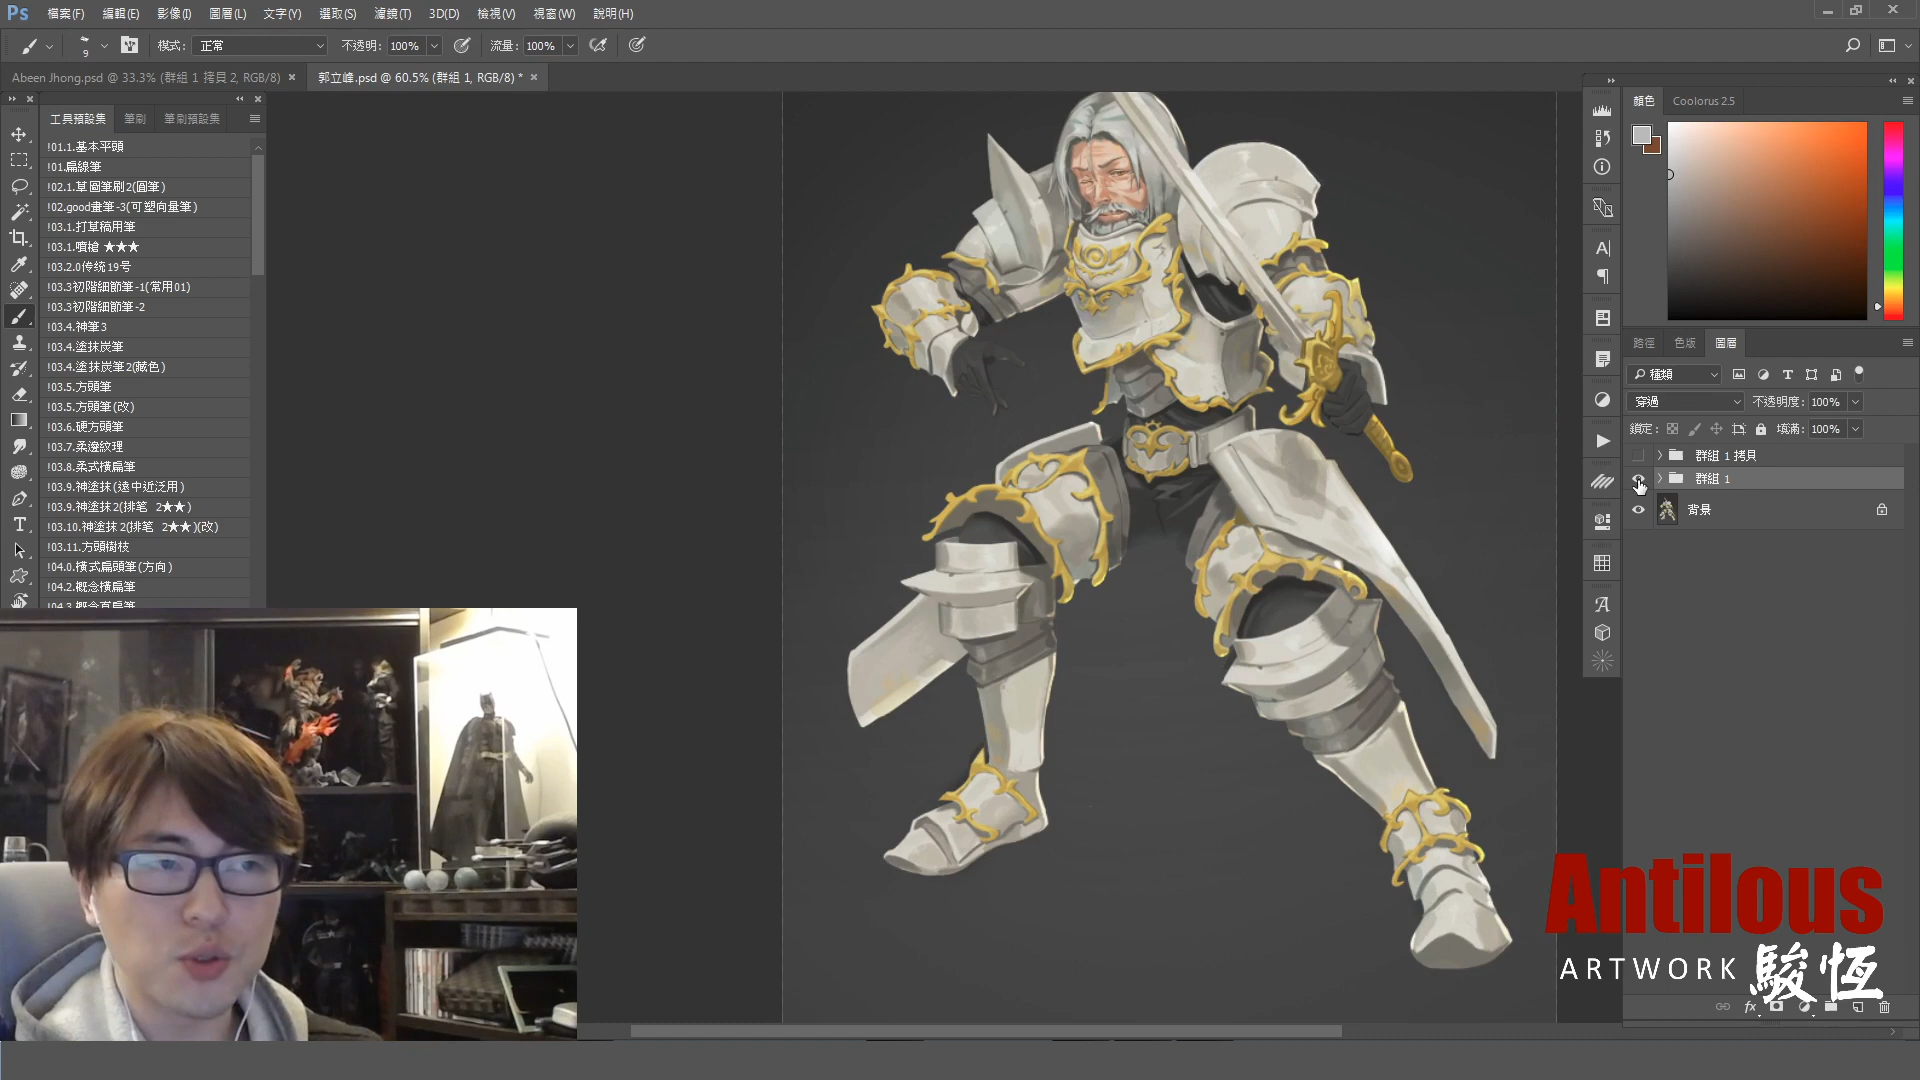 Ps 檔案(F) 編輯(E) 影像(I) 圖層(L) 文字(Y) 選取(S) 濾鏡(T) 3D(D) 檢視(V) 視窗(W) 說明(H)
9 模式: 正常 不透明: 100% 流量: 100%
Abeen Jhong.psd @ 33.3% (群組 1 拷貝 2, RGB/8) × 郭立峰.psd @ 60.5% (群組 1, RGB/8) * ×
工具預設集 筆刷 筆刷預設集
!01.1.基本平頭
!01.扁線筆
!02.1.草圖筆刷2(圓筆)
!02.good畫筆-3(可塑向量筆)
!03.1.打草稿用筆
!03.1.噴槍 ★★★
!03.2.0传统19号
!03.3初階細節筆-1(常用01)
!03.3初階細節筆-2
!03.4.神筆3
!03.4.塗抹炭筆
!03.4.塗抹炭筆2(藏色)
!03.5.方頭筆
!03.5.方頭筆(改)
!03.6.硬方頭筆
!03.7.柔邊紋理
!03.8.柔式橫扁筆
!03.9.神塗抹(遠中近泛用)
!03.9.神塗抹2(排笔 2★★)
!03.10.神塗抹2(排笔 2★★)(改)
!03.11.方頭樹枝
!04.0.橫式扁頭筆(方向)
!04.2.概念橫扁筆
!04.3.概念直扁筆
顏色 Coolorus 2.5
路徑 色版 圖層
種類
穿過 不透明度: 100%
鎖定: 填滿: 100%
群組 1 拷貝
群組 1
背景
Antilous
ARTWORK 駿恆
fx